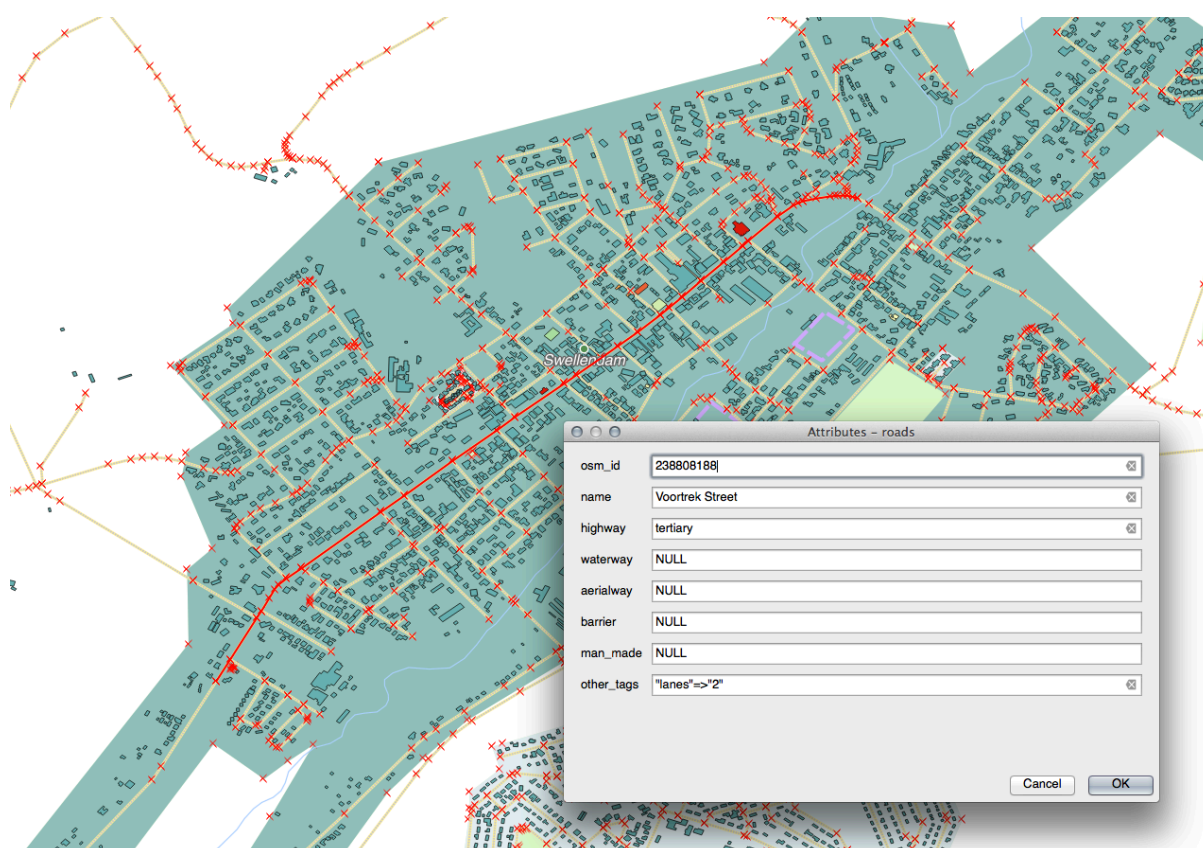 Swellendam
Attributes – roads
osm_id 238808188
name Voortrek Street
highway tertiary
waterway NULL
aerialway NULL
barrier NULL
man_made NULL
other_tags "lanes"=>"2"
Cancel OK